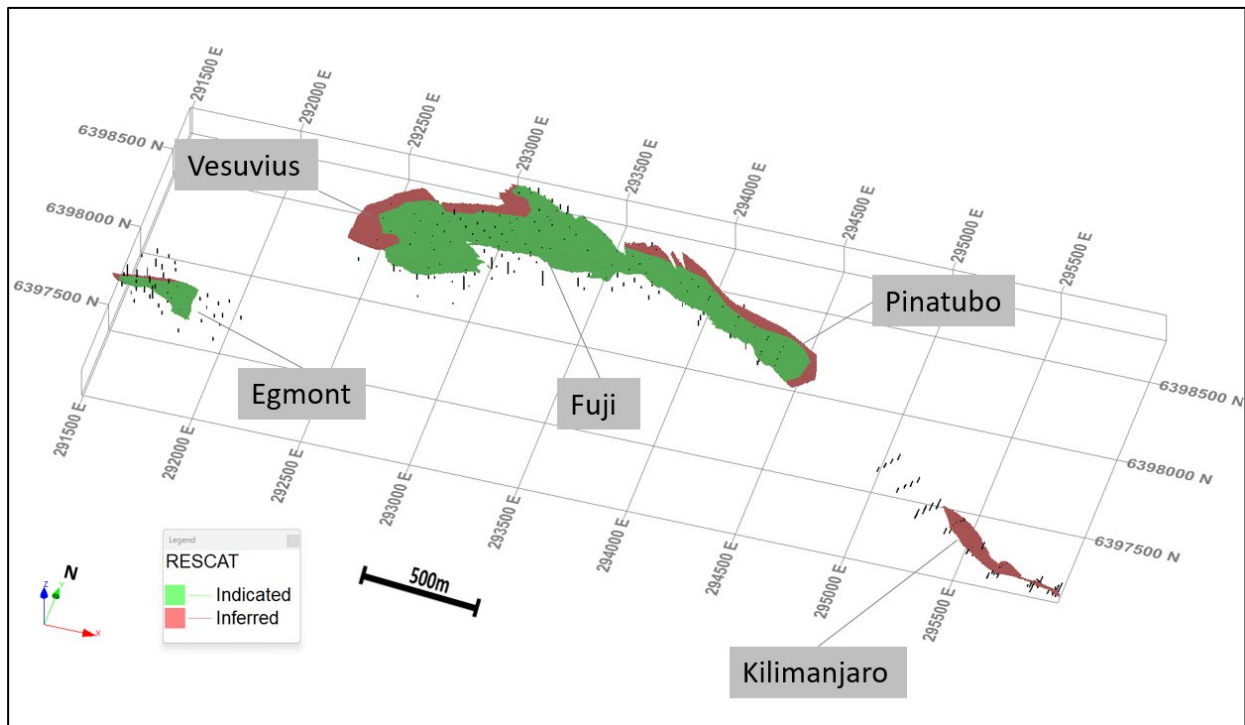 291500 E
292000 E
292500 E
293000 E
293500 E
294000 E
294500 E
295000 E
295500 E
6398500 N
6398000 N
6397500 N
Vesuvius
Egmont
Fuji
Pinatubo
Kilimanjaro
6398500 N
6398000 N
6397500 N
291500 E
292000 E
292500 E
293000 E
293500 E
294000 E
294500 E
295000 E
295500 E
500m
Legend
RESCAT
Indicated
Inferred
N
Z
Y
X